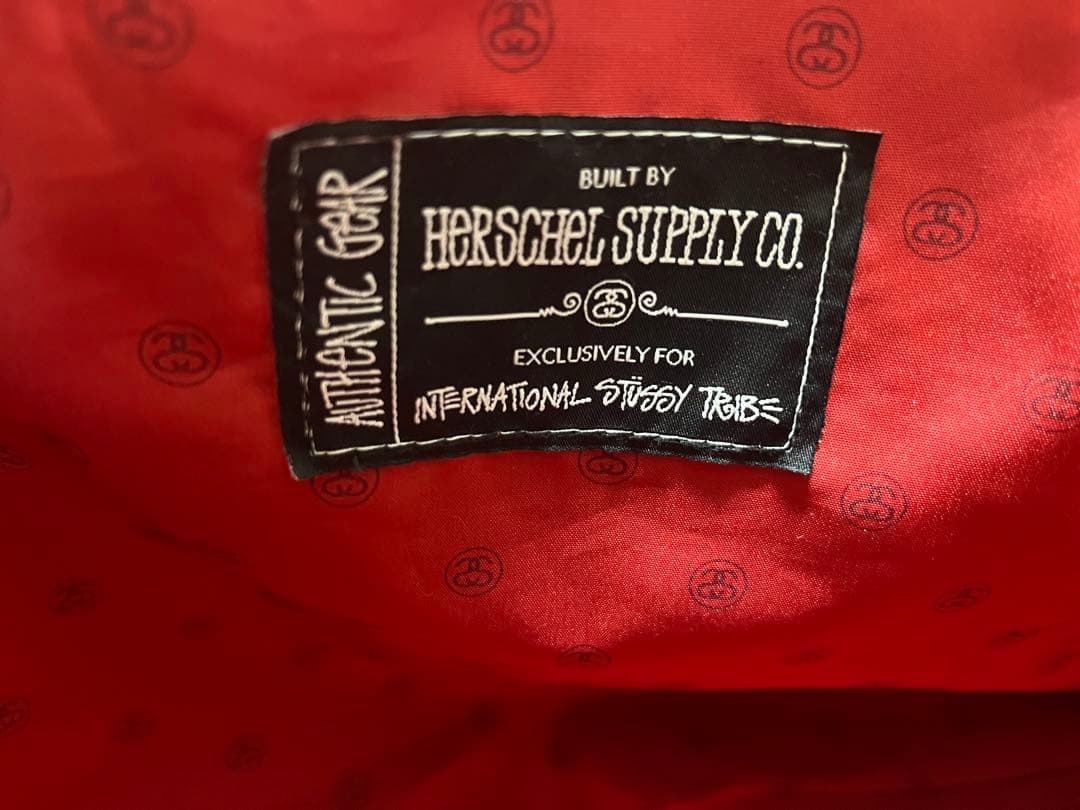 AUTHENTIC GEAR
BUILT BY
HERSCHEL SUPPLY CO.
EXCLUSIVELY FOR
INTERNATIONAL STÜSSY TRIBE